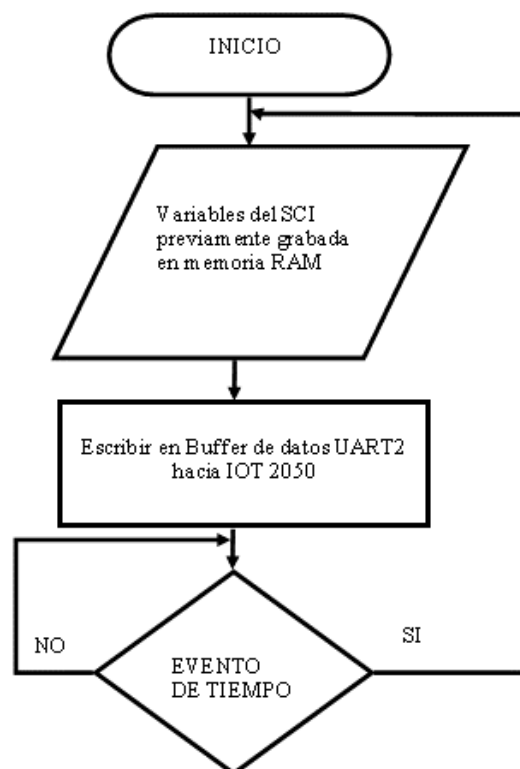 INICIO
Variables del SCI
previamente grabada
en memoria RAM
Escribir en Buffer de datos UART2
hacia IOT 2050
NO
SI
EVENTO
DE TIEMPO